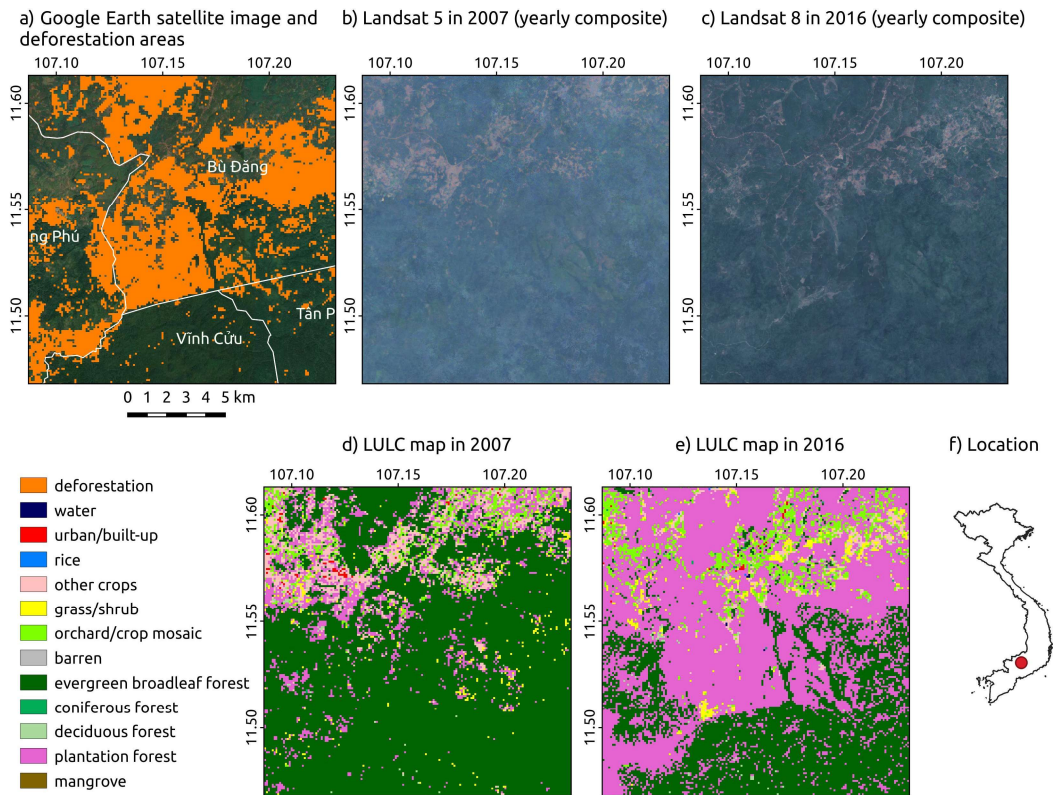 a) Google Earth satellite image and
deforestation areas
b) Landsat 5 in 2007 (yearly composite)
c) Landsat 8 in 2016 (yearly composite)
107.10 107.15 107.20
107.10 107.15 107.20
107.10 107.15 107.20
11.60
11.55
11.50
Bù Đăng
ng Phú
Tân P
Vĩnh Cửu
11.60
11.55
11.50
11.60
11.55
11.50
0 1 2 3 4 5 km
d) LULC map in 2007
e) LULC map in 2016
f) Location
107.10 107.15 107.20
107.10 107.15 107.20
11.60
11.55
11.50
11.60
11.55
11.50
deforestation
water
urban/built-up
rice
other crops
grass/shrub
orchard/crop mosaic
barren
evergreen broadleaf forest
coniferous forest
deciduous forest
plantation forest
mangrove